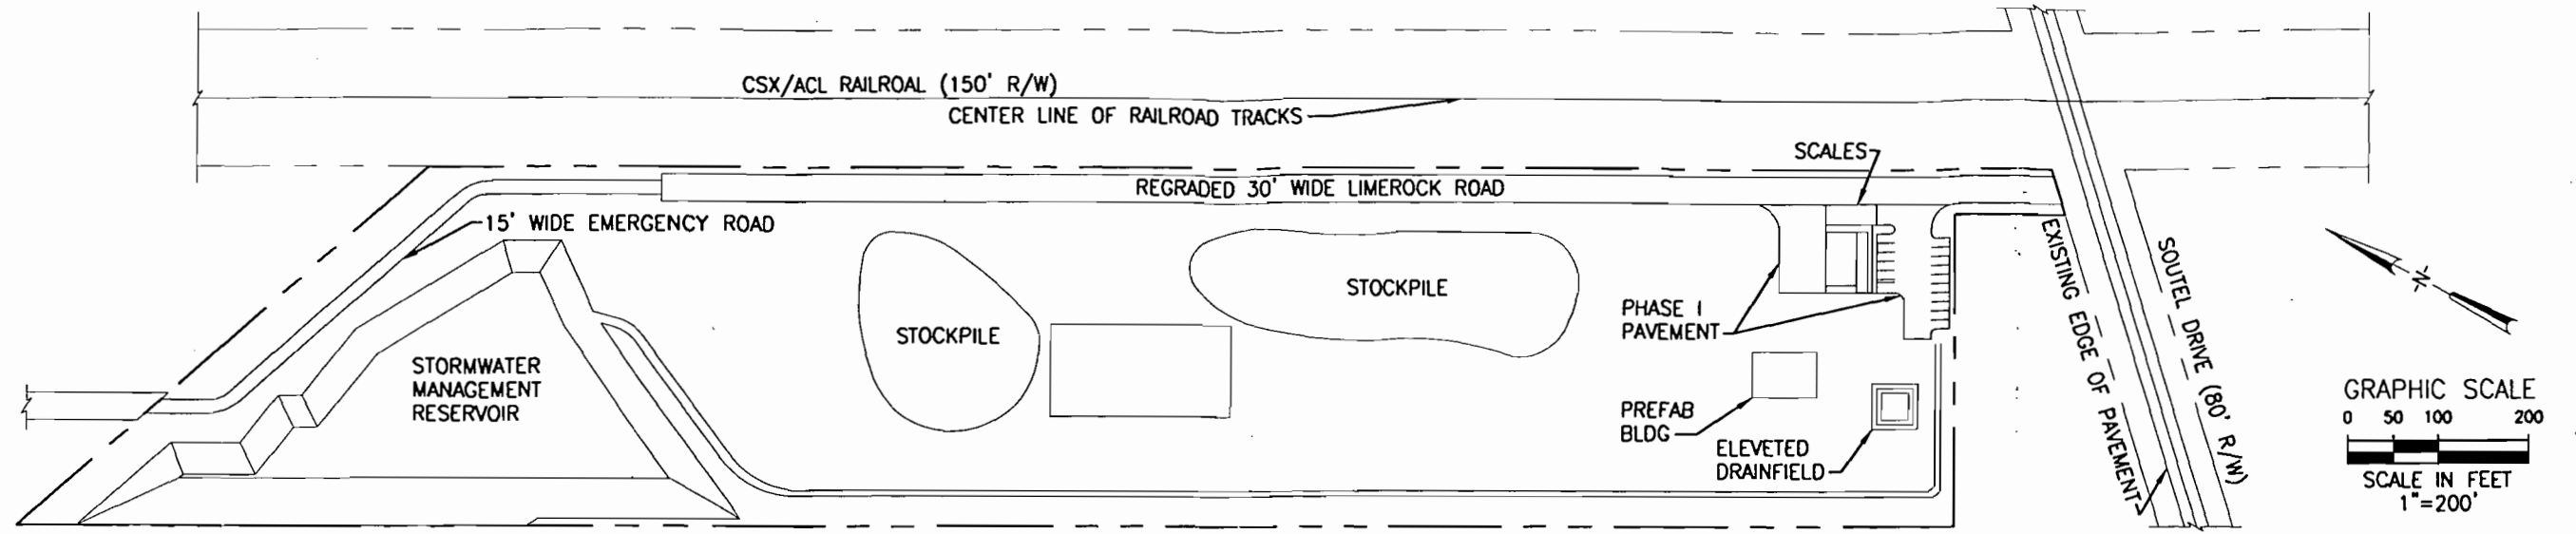 CSX/ACL RAILROAL (150' R/W)
CENTER LINE OF RAILROAD TRACKS
SCALES
REGRADED 30' WIDE LIMEROCK ROAD
15' WIDE EMERGENCY ROAD
STOCKPILE
STOCKPILE
PHASE I
PAVEMENT
STORMWATER
MANAGEMENT
RESERVOIR
PREFAB
BLDG
ELEVETED
DRAINFIELD
EXISTING EDGE OF PAVEMENT
SOUTEL DRIVE (80' R/W)
N
GRAPHIC SCALE
0 50 100 200
SCALE IN FEET
1"=200'